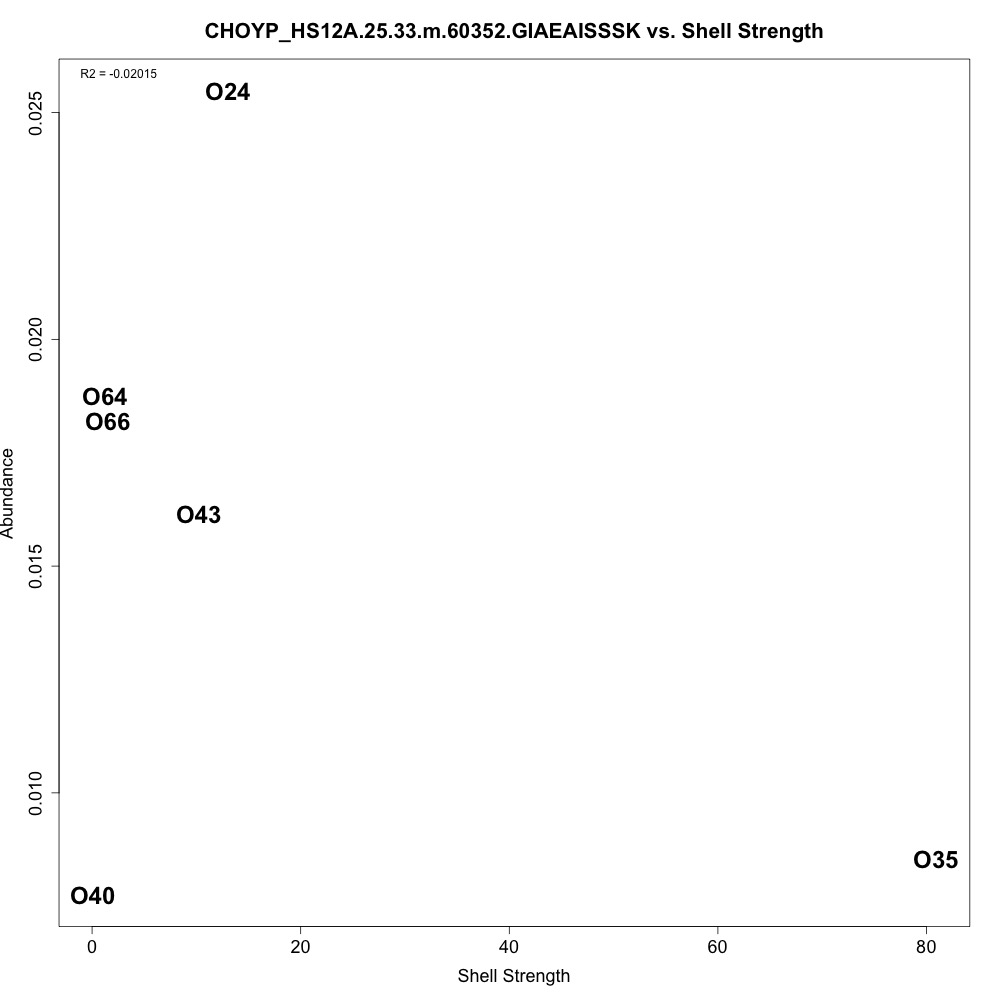 CHOYP_HS12A.25.33.m.60352.GIAEAISSSK vs. Shell Strength
R2 = -0.02015
O24
0.025
0.020
O64
O66
Abundance
O43
0.015
0.010
O35
O40
0 20 40 60 80
Shell Strength